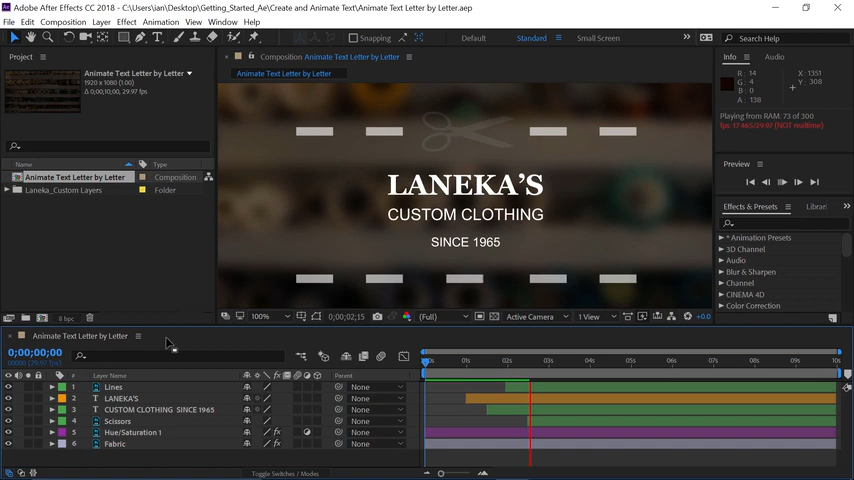 Adobe After Effects CC 2018 - C:\Users\ian\Desktop\Getting_Started_Ae\Create and Animate Text\Animate Text Letter by Letter.aep
File Edit Composition Layer Effect Animation View Window Help
Snapping Default Standard Small Screen Search Help
Project
Animate Text Letter by Letter
1920 x 1080 (1.00)
Δ 0;00;10;00, 29.97 fps
Name Type
Animate Text Letter by Letter Composition
Laneka_Custom Layers Folder
8 bpc
Composition Animate Text Letter by Letter
Animate Text Letter by Letter
LANEKA'S
CUSTOM CLOTHING
SINCE 1965
100% 0;00;02;15 (Full) Active Camera 1 View +0.0
Info Audio
R : 14
G : 4
B : 0
A : 138
X : 1351
Y : 308
Playing from RAM: 73 of 300
fps: 17.465/29.97 (NOT realtime)
Preview
Effects & Presets Librari
* Animation Presets
3D Channel
Audio
Blur & Sharpen
Channel
CINEMA 4D
Color Correction
Animate Text Letter by Letter
0;00;00;00
00000 (29.97 fps)
# Layer Name Parent
02s 03s 04s 05s 06s 07s 08s 09s 10s
1 Lines None
2 T LANEKA'S None
3 T CUSTOM CLOTHING SINCE 1965 None
4 Scissors None
5 Hue/Saturation 1 fx None
6 Fabric fx None
Toggle Switches / Modes